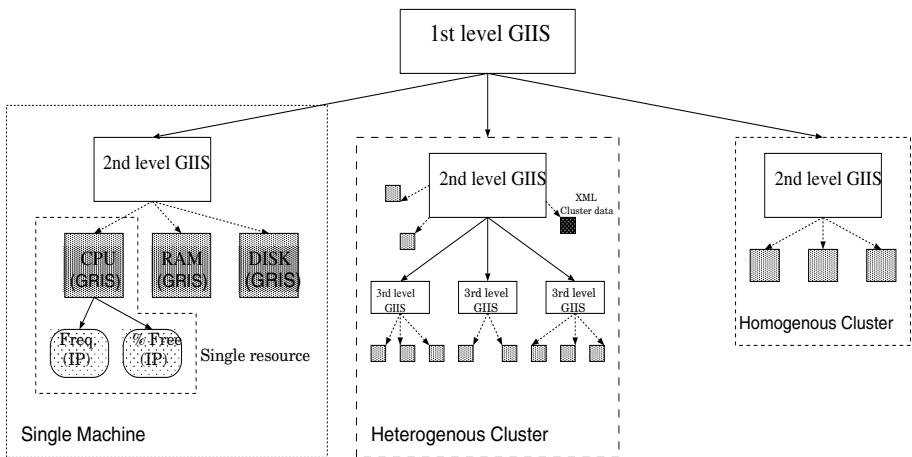 1st level GIIS
2nd level GIIS
CPU
(GRIS)
RAM
(GRIS)
DISK
(GRIS)
Freq.
(IP)
% Free
(IP)
Single resource
Single Machine
2nd level GIIS
XML
Cluster data
3rd level
GIIS
3rd level
GIIS
3rd level
GIIS
Heterogenous Cluster
2nd level GIIS
Homogenous Cluster